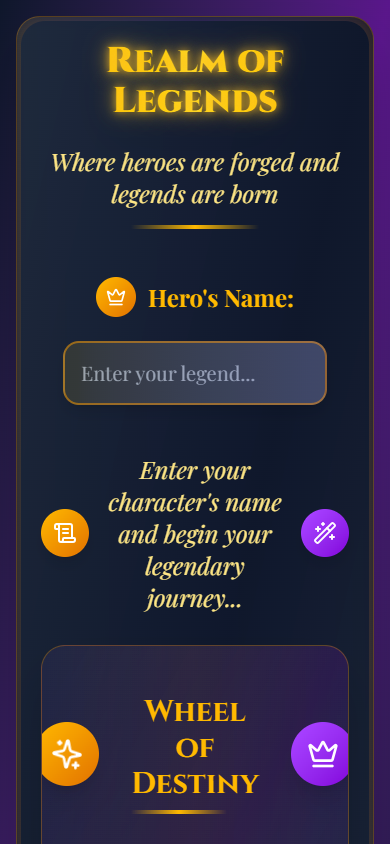 Realm of
Legends
Where heroes are forged and
legends are born
Hero's Name:
Enter your legend...
Enter your
character's name
and begin your
legendary
journey...
Wheel
of
Destiny